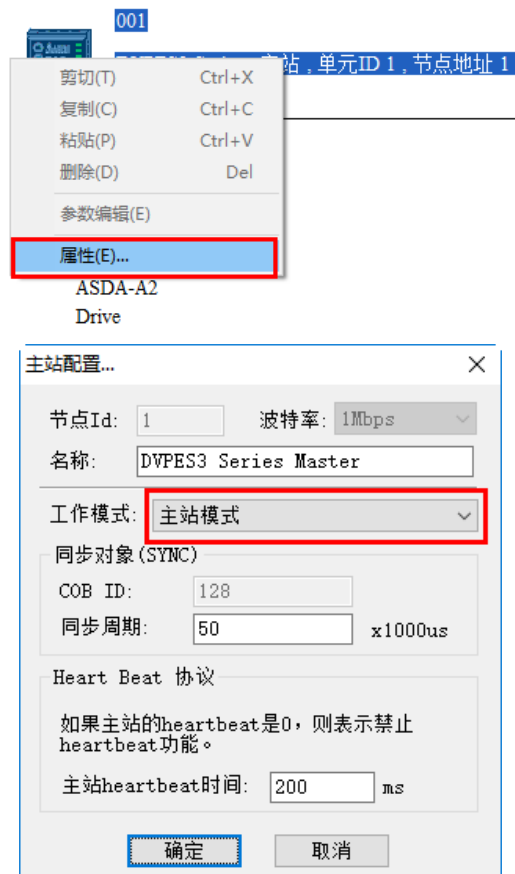 001
站 , 单元ID 1 , 节点地址 1
剪切(T) Ctrl+X
复制(C) Ctrl+C
粘贴(P) Ctrl+V
删除(D) Del
参数编辑(E)
属性(E)...
ASDA-A2
Drive
主站配置...
节点Id: 1 波特率: 1Mbps
名称: DVPES3 Series Master
工作模式: 主站模式
同步对象(SYNC)
COB ID: 128
同步周期: 50 x1000us
Heart Beat 协议
如果主站的heartbeat是0，则表示禁止
heartbeat功能。
主站heartbeat时间: 200 ms
确定 取消